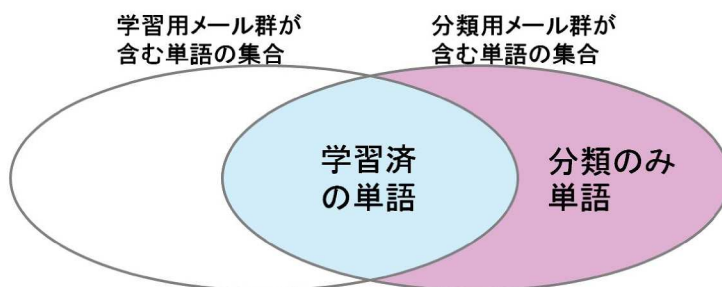 学習用メール群が
含む単語の集合
分類用メール群が
含む単語の集合
学習済
の単語
分類のみ
単語